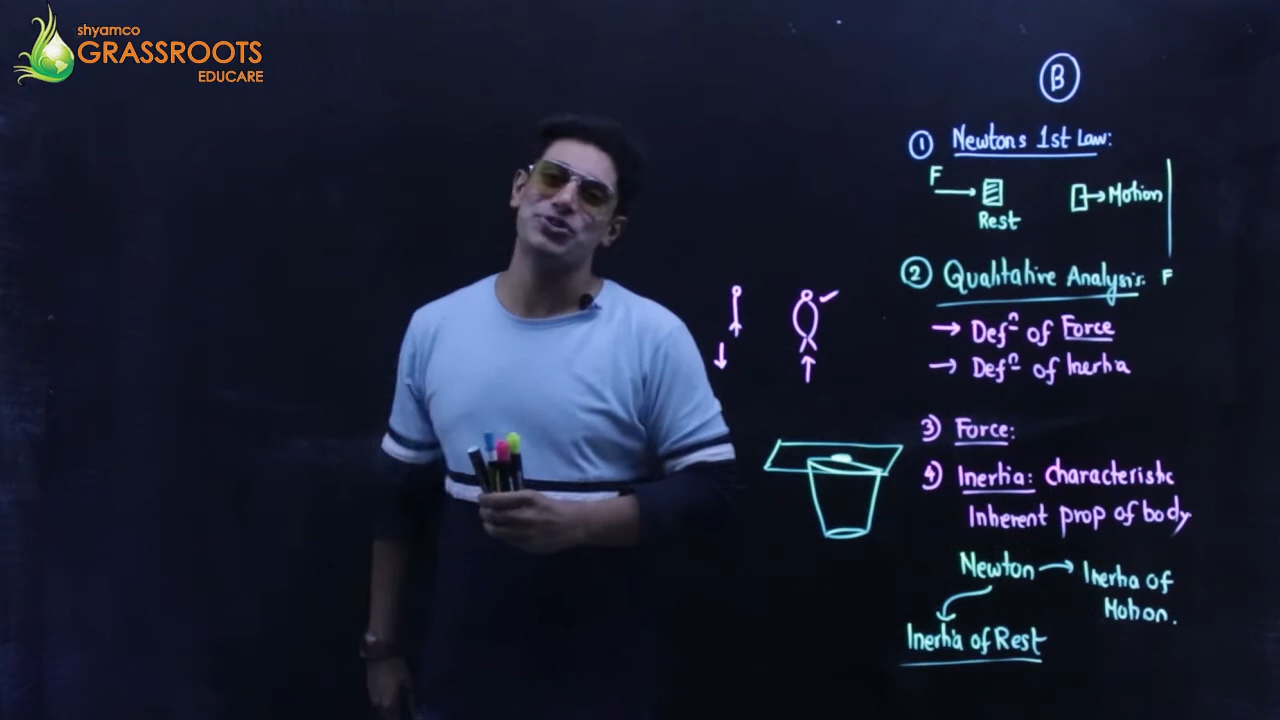 shyamco
GRASSROOTS
EDUCARE
B
1 Newtons 1st Law:
F
Rest
Motion
2 Qualitative Analysis: F
→ Defⁿ of Force
→ Defⁿ of Inertia
3) Force:
4) Inertia: characteristic
Inherent prop of body
Newton → Inertia of
Motion.
Inertia of Rest